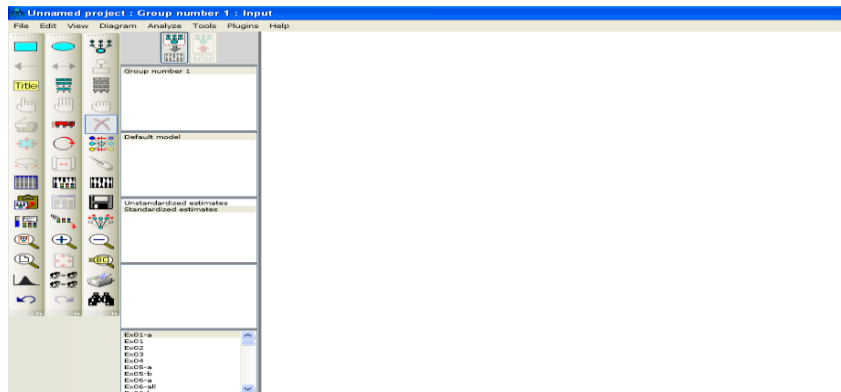 Unnamed project : Group number 1 : Input
File Edit View Diagram Analyze Tools Plugins Help
Group number 1
Title
Default model
Unstandardized estimates
Standardized estimates
Ex01-a
Ex01
Ex02
Ex03
Ex04
Ex05-a
Ex05-b
Ex06-a
Ex06-all